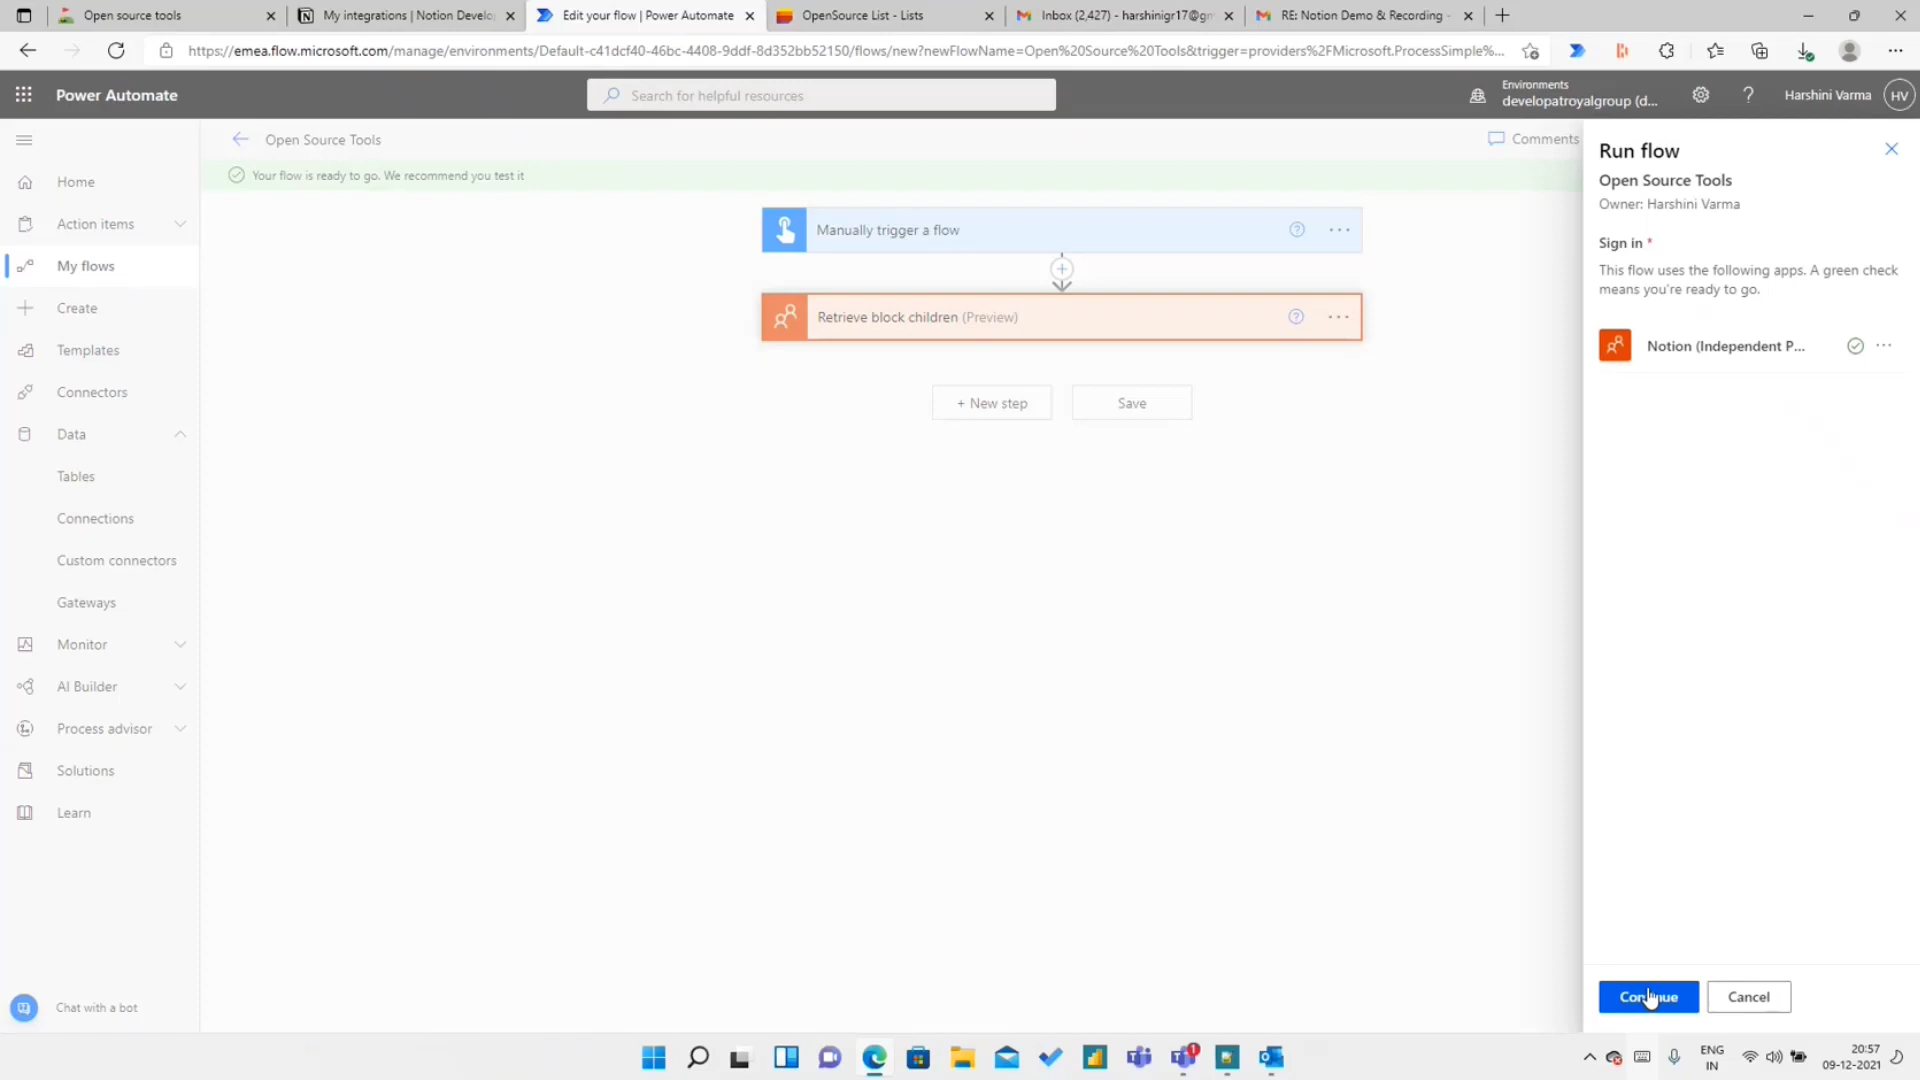 Open source tools
My integrations | Notion Develo
Edit your flow | Power Automate
OpenSource List - Lists
Inbox (2,427) - harshinigr17@gm
RE: Notion Demo & Recording -
https://emea.flow.microsoft.com/manage/environments/Default-c41dcf40-46bc-4408-9ddf-8d352bb52150/flows/new?newFlowName=Open%20Source%20Tools&trigger=providers%2FMicrosoft.ProcessSimple%...
Power Automate
Search for helpful resources
Environments
developatroyalgroup (d...
?
Harshini Varma
HV
Open Source Tools
Comments
Your flow is ready to go. We recommend you test it
Home
Action items
My flows
Create
Templates
Connectors
Data
Tables
Connections
Custom connectors
Gateways
Monitor
AI Builder
Process advisor
Solutions
Learn
Chat with a bot
Manually trigger a flow
Retrieve block children (Preview)
+ New step
Save
Run flow
Open Source Tools
Owner: Harshini Varma
Sign in *
This flow uses the following apps. A green check
means you're ready to go.
Notion (Independent P...
Continue
Cancel
1
ENG
IN
20:57
09-12-2021